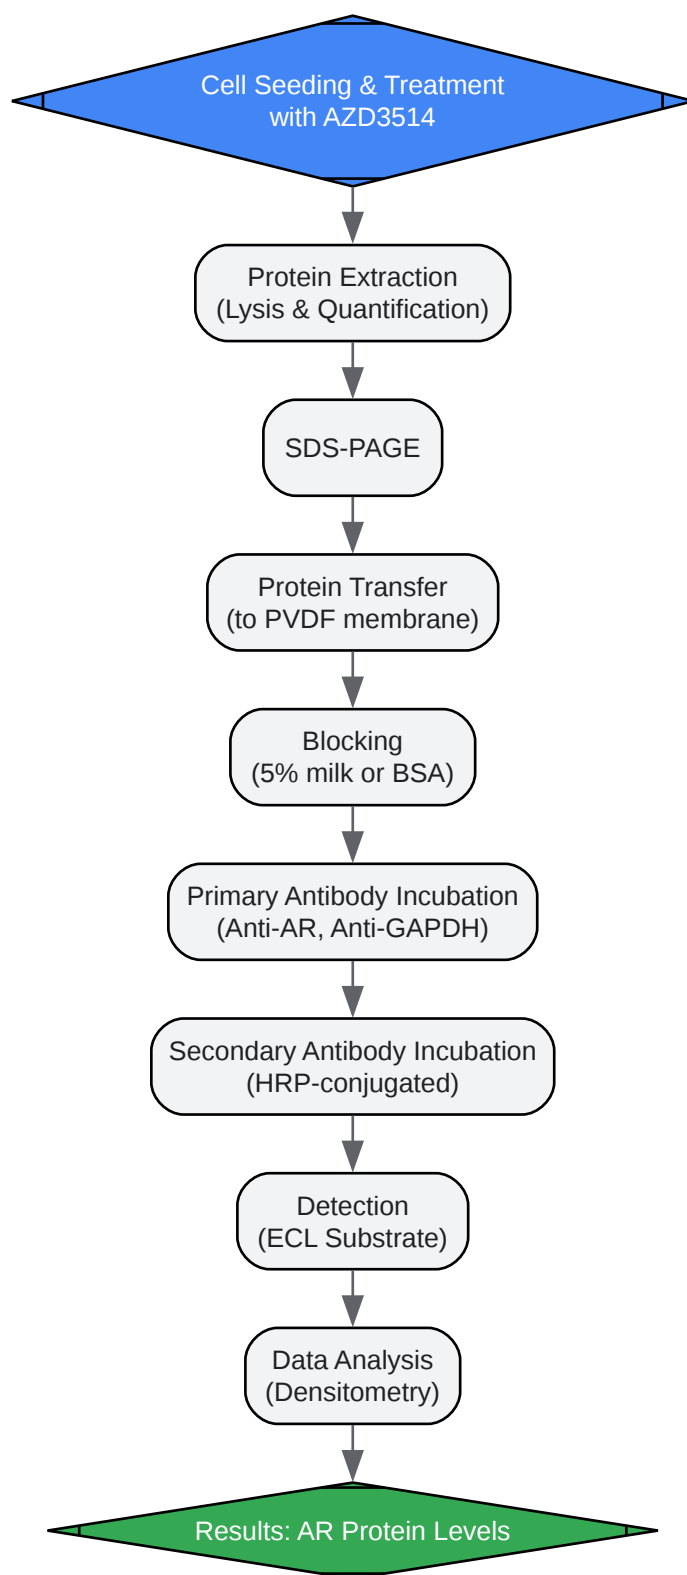 Cell Seeding & Treatment
with AZD3514
Protein Extraction
(Lysis & Quantification)
SDS-PAGE
Protein Transfer
(to PVDF membrane)
Blocking
(5% milk or BSA)
Primary Antibody Incubation
(Anti-AR, Anti-GAPDH)
Secondary Antibody Incubation
(HRP-conjugated)
Detection
(ECL Substrate)
Data Analysis
(Densitometry)
Results: AR Protein Levels